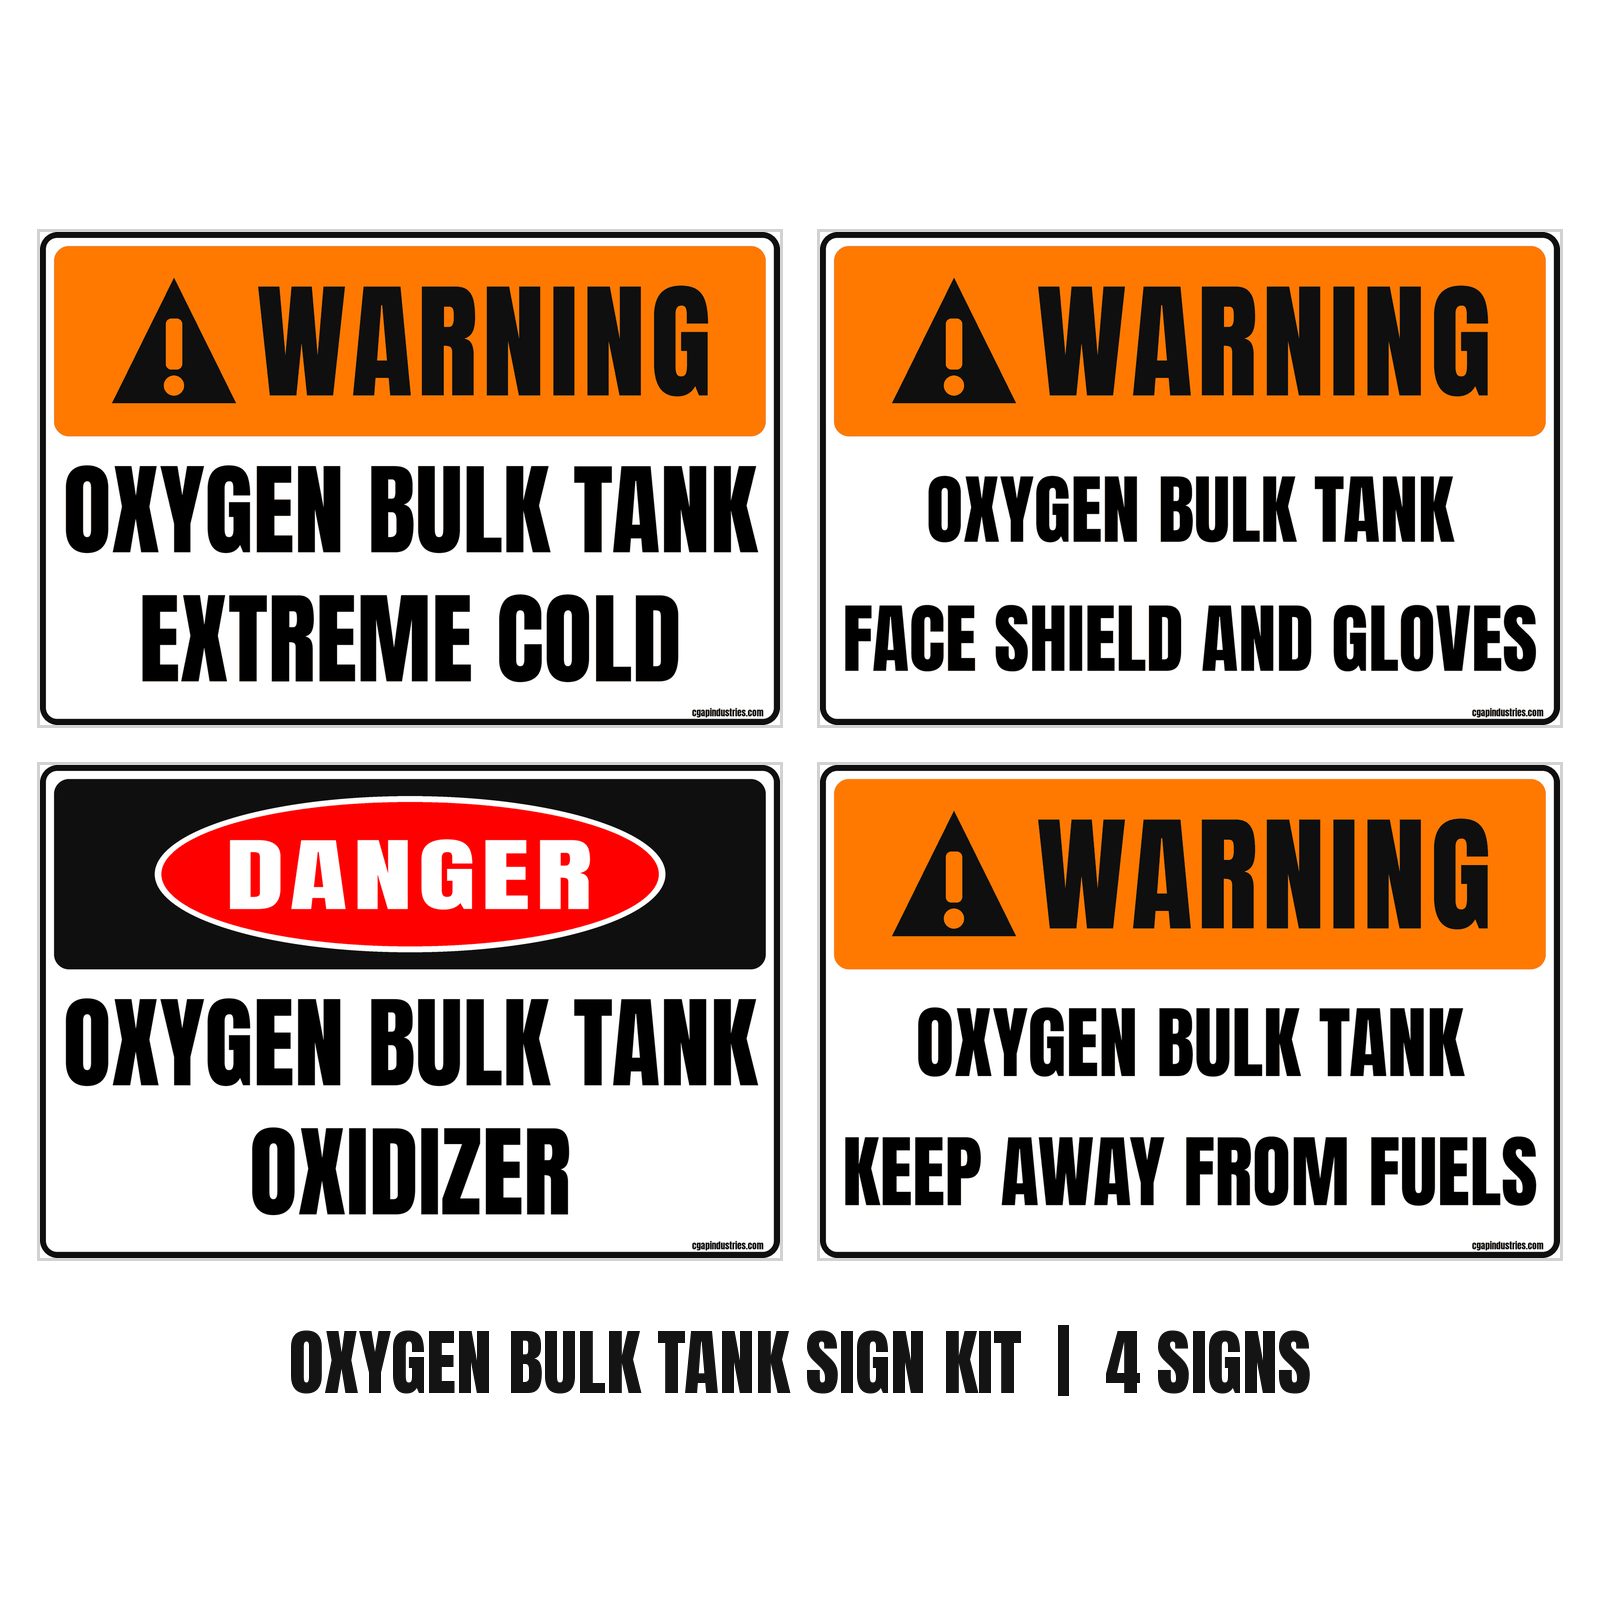 WARNING
OXYGEN BULK TANK
EXTREME COLD
cgapindustries.com
WARNING
OXYGEN BULK TANK
FACE SHIELD AND GLOVES
cgapindustries.com
DANGER
OXYGEN BULK TANK
OXIDIZER
cgapindustries.com
WARNING
OXYGEN BULK TANK
KEEP AWAY FROM FUELS
cgapindustries.com
OXYGEN BULK TANK SIGN KIT | 4 SIGNS